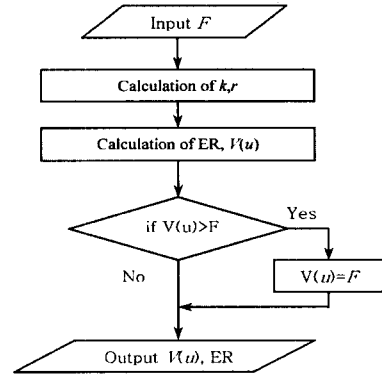 Input F
Calculation of k,r
Calculation of ER, V(u)
if V(u)>F
Yes
No
V(u)=F
Output V(u), ER